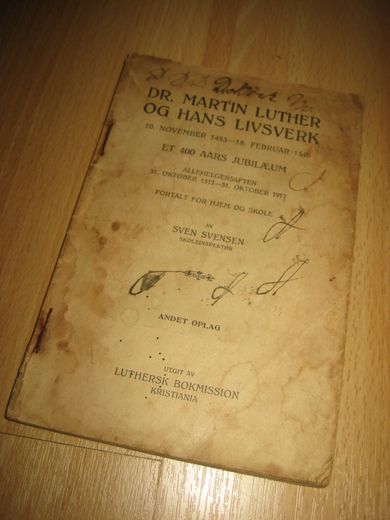 Doktor
DR. MARTIN LUTHER
OG HANS LIVSVERK
10. NOVEMBER 1483—18. FEBRUAR 1546
ET 400 AARS JUBILÆUM
ALLEHELGENSAFTEN
31. OKTOBER 1517—31. OKTOBER 1917
FORTALT FOR HJEM OG SKOLE
AV
SVEN SVENSEN
SKOLEINSPEKTØR
ANDET OPLAG
UTGIT AV
LUTHERSK BOKMISSION
KRISTIANIA